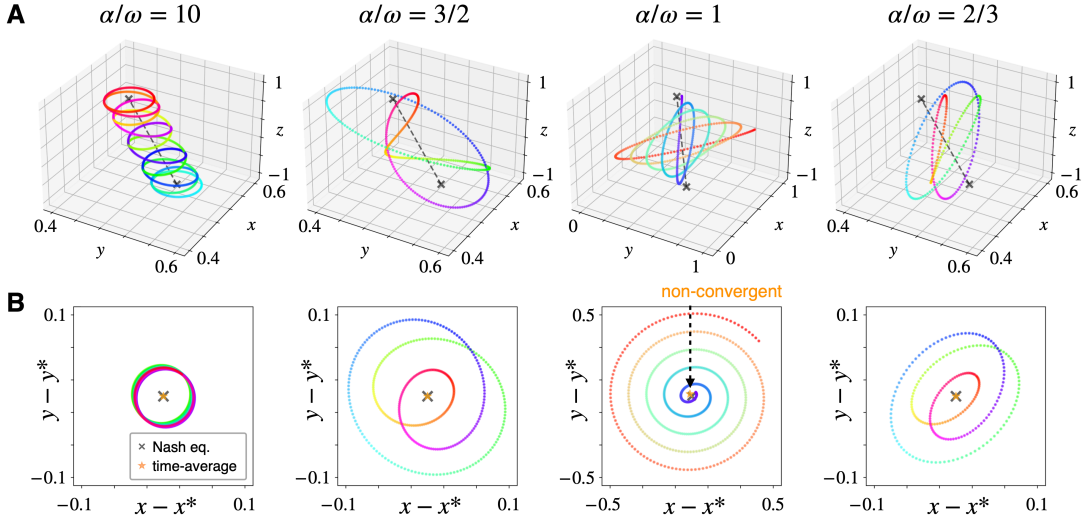 A
α/ω = 10
α/ω = 3/2
α/ω = 1
α/ω = 2/3
1
z
−1
0.6
x
0.4
y
0.6
0.4
1
z
−1
0.6
x
0.4
y
0.6
0.4
1
z
−1
1
x
0
y
1
0
1
z
−1
0.6
x
0.4
y
0.6
0.4
B
non-convergent
0.1
y − y*
−0.1
Nash eq.
time-average
−0.1
x − x*
0.1
0.1
y − y*
−0.1
−0.1
x − x*
0.1
0.5
y − y*
−0.5
−0.5
x − x*
0.5
0.1
y − y*
−0.1
−0.1
x − x*
0.1